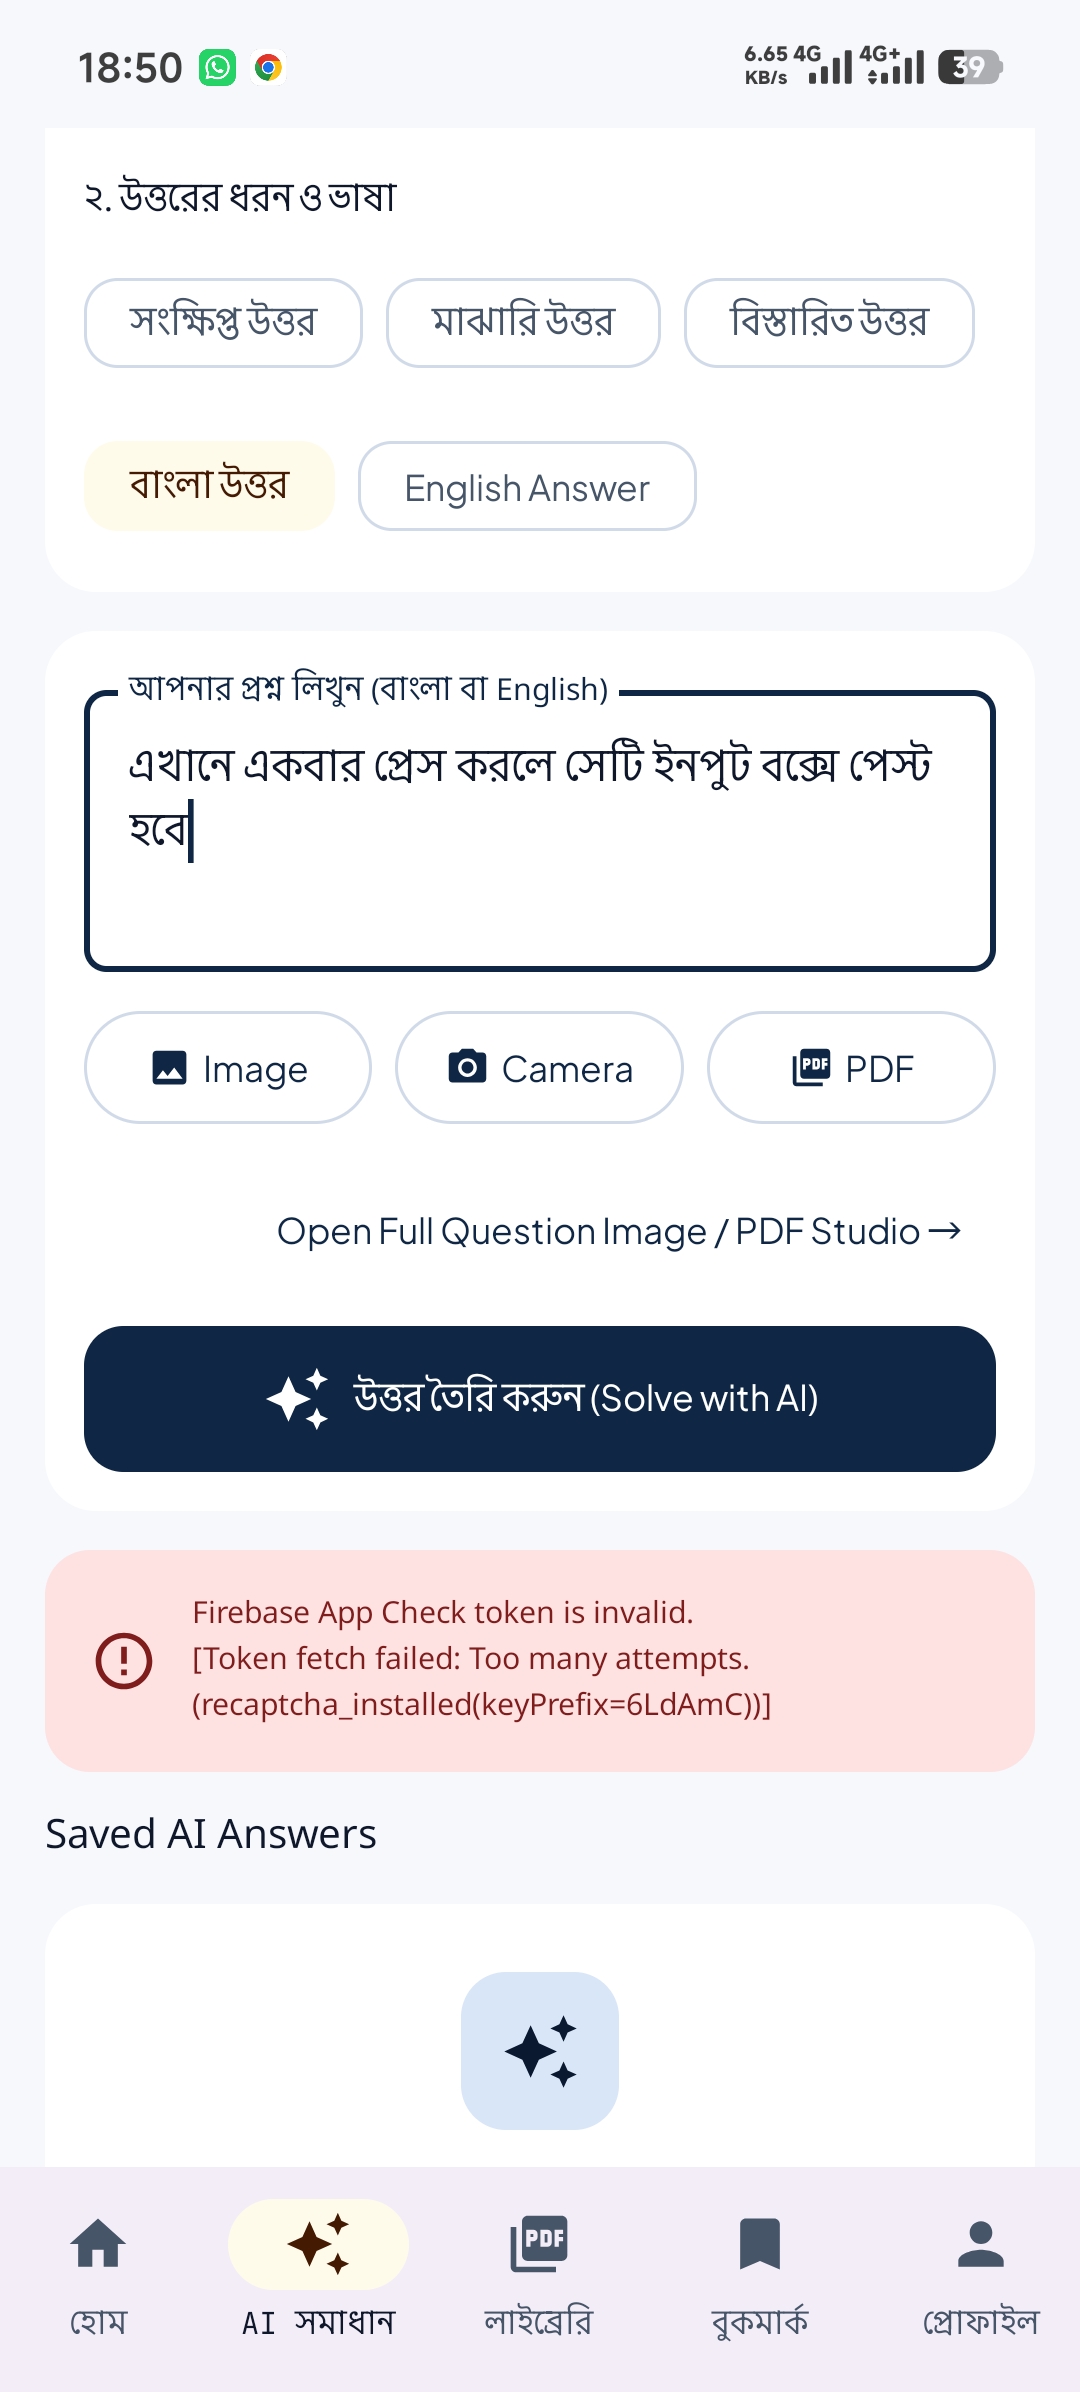 18:50
6.65 KB/s 4G 4G+ 39
২. উত্তরের ধরন ও ভাষা
সংক্ষিপ্ত উত্তর মাঝারি উত্তর বিস্তারিত উত্তর
বাংলা উত্তর English Answer
আপনার প্রশ্ন লিখুন (বাংলা বা English)
এখানে একবার প্রেস করলে সেটি ইনপুট বক্সে পেস্ট
হবে
Image Camera PDF
Open Full Question Image / PDF Studio →
উত্তর তৈরি করুন (Solve with AI)
Firebase App Check token is invalid.
[Token fetch failed: Too many attempts.
(recaptcha_installed(keyPrefix=6LdAmC))]
Saved AI Answers
PDF
হোম AI সমাধান লাইব্রেরি বুকমার্ক প্রোফাইল